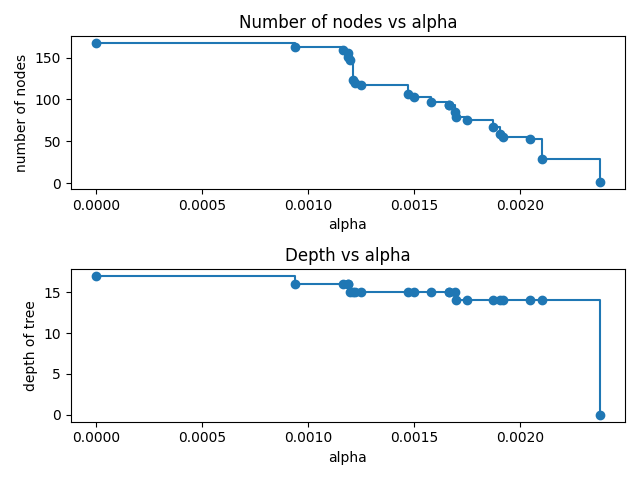 Number of nodes vs alpha
150
100
50
0
number of nodes
0.0000 0.0005 0.0010 0.0015 0.0020
alpha
Depth vs alpha
15
10
5
0
depth of tree
0.0000 0.0005 0.0010 0.0015 0.0020
alpha